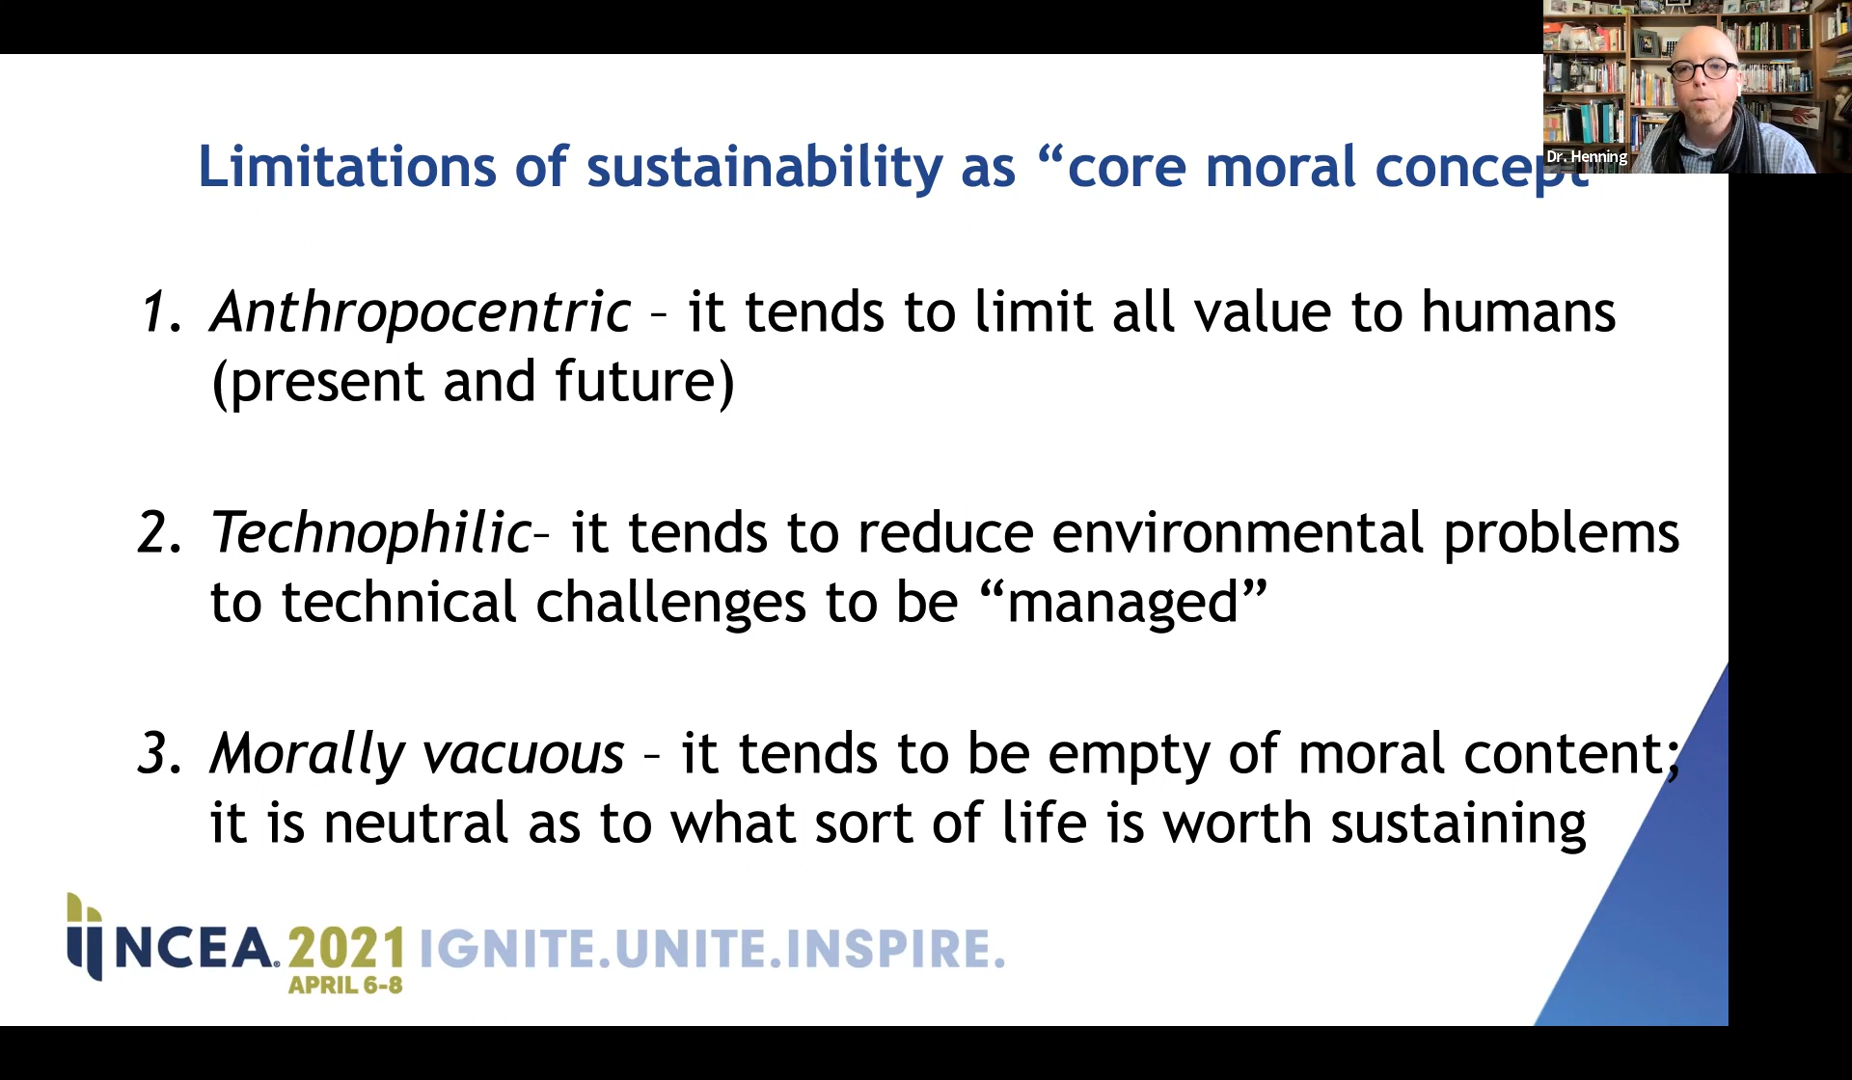 Dr. Henning
Limitations of sustainability as “core moral concept
1. Anthropocentric – it tends to limit all value to humans
(present and future)
2. Technophilic– it tends to reduce environmental problems
to technical challenges to be “managed”
3. Morally vacuous – it tends to be empty of moral content;
it is neutral as to what sort of life is worth sustaining
NCEA® 2021 IGNITE.UNITE.INSPIRE.
APRIL 6-8